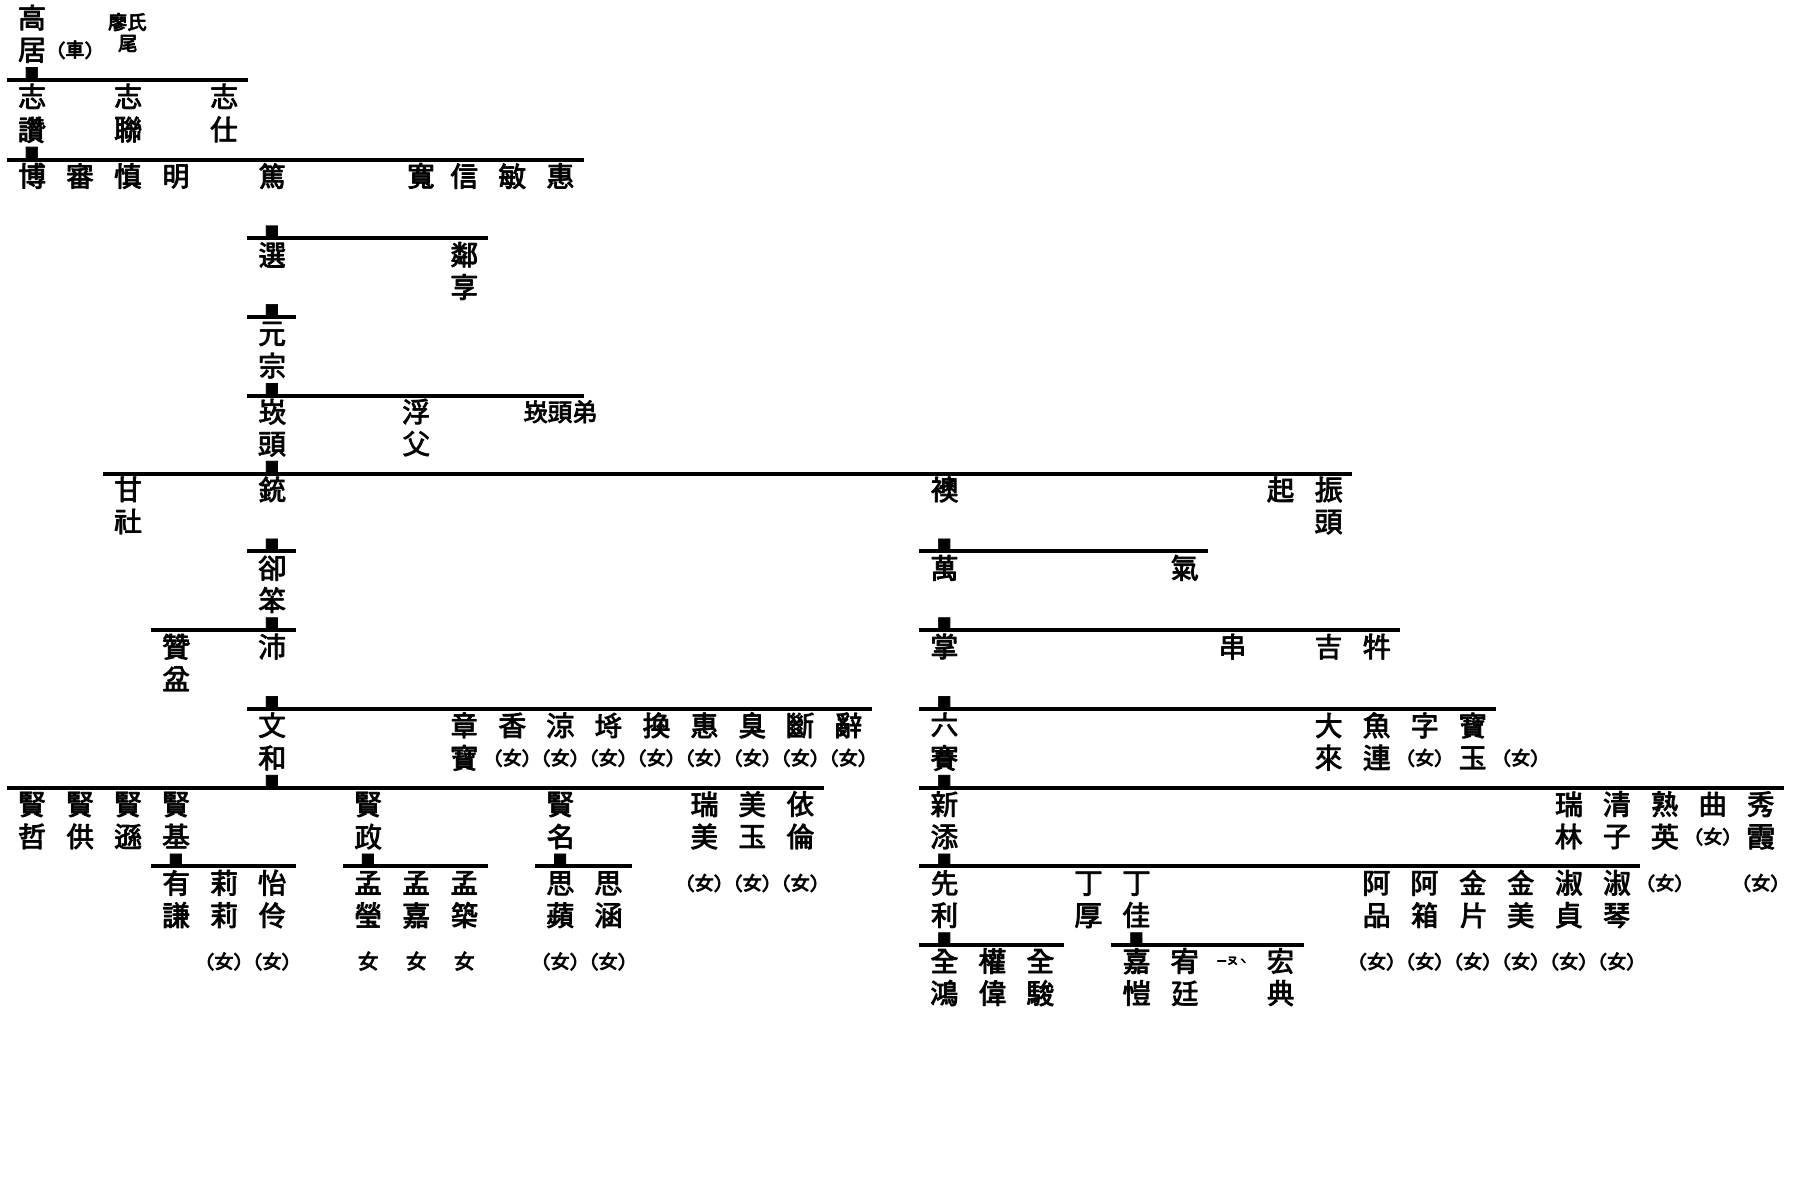 高居 （車） 廖氏尾
志讚 志聯 志仕
博 審 慎 明 篤 寬 信 敏 惠
選 鄰享
元宗
崁頭 浮父 崁頭弟
甘社 銃 襖 起 振頭
卻笨 萬 氣
贊盆 沛 掌 串 吉 牪
文和 章寶 香（女） 涼（女） 埁（女） 換（女） 惠（女） 臭（女） 斷（女） 辭（女） 六賽 大來 魚連 字（女） 寶玉（女）
賢哲 賢供 賢遜 賢基 賢政 賢名 瑞美（女） 美玉（女） 依倫（女） 新添 瑞林 清子 熟英（女） 曲（女） 秀霞（女）
有謙 莉莉（女） 怡伶（女） 孟瑩女 孟嘉女 孟築女 思蘋（女） 思涵（女） 先利 丁厚 丁佳 阿品（女） 阿箱（女） 金片（女） 金美（女） 淑貞（女） 淑琴（女）
全鴻 權偉 全駿 嘉愷 宥廷 ㄧㄡˋ 宏典